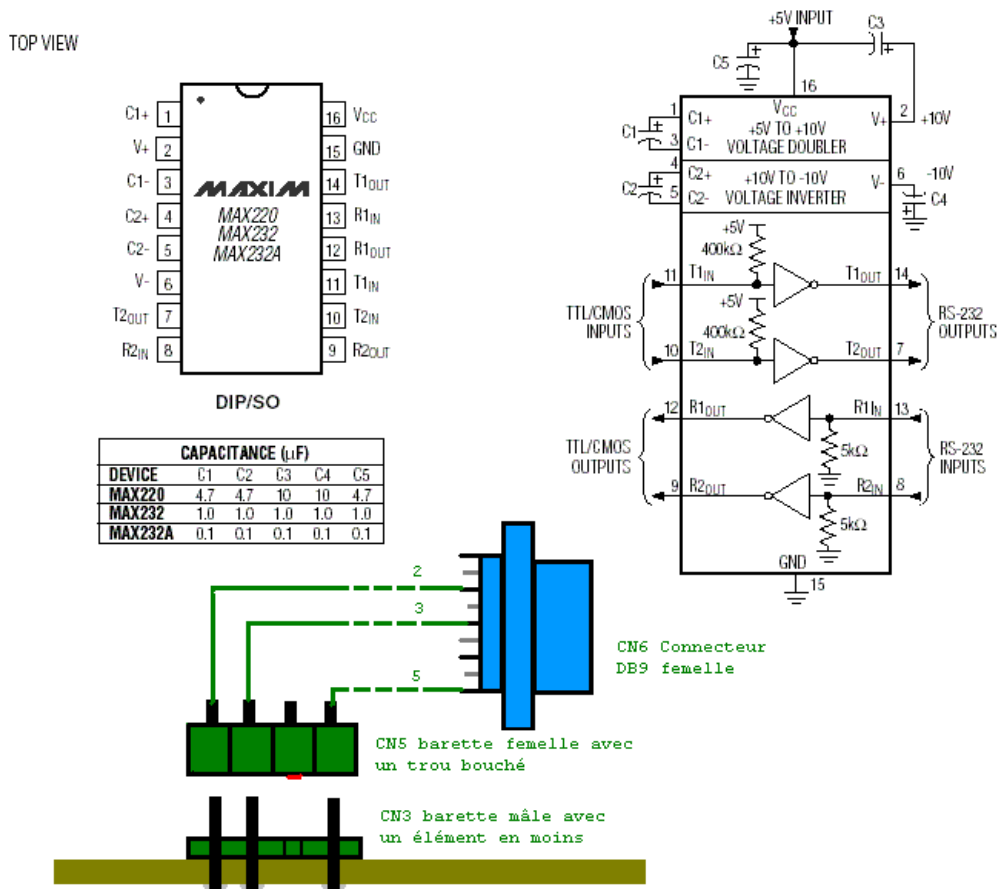 TOP VIEW
C1+ 1
V+ 2
C1- 3
C2+ 4
C2- 5
V- 6
T2OUT 7
R2IN 8
16 VCC
15 GND
14 T1OUT
13 R1IN
12 R1OUT
11 T1IN
10 T2IN
9 R2OUT
MAXIM
MAX220
MAX232
MAX232A
DIP/SO
CAPACITANCE (µF)
DEVICE C1 C2 C3 C4 C5
MAX220 4.7 4.7 10 10 4.7
MAX232 1.0 1.0 1.0 1.0 1.0
MAX232A 0.1 0.1 0.1 0.1 0.1
+5V INPUT
C3
+
C5
+
16
VCC
1
C1+
+5V TO +10V
V+
2
+10V
C1
+
3
C1-
VOLTAGE DOUBLER
4
C2+
+10V TO -10V
V-
6
-10V
C2
+
5
C2-
VOLTAGE INVERTER
C4
+
+5V
400kΩ
11
T1IN
T1OUT
14
TTL/CMOS
INPUTS
+5V
400kΩ
RS-232
OUTPUTS
10
T2IN
T2OUT
7
12
R1OUT
R1IN
13
TTL/CMOS
OUTPUTS
5kΩ
RS-232
INPUTS
9
R2OUT
R2IN
8
5kΩ
GND
15
2
3
5
CN6 Connecteur
DB9 femelle
CN5 barette femelle avec
un trou bouché
CN3 barette mâle avec
un élément en moins